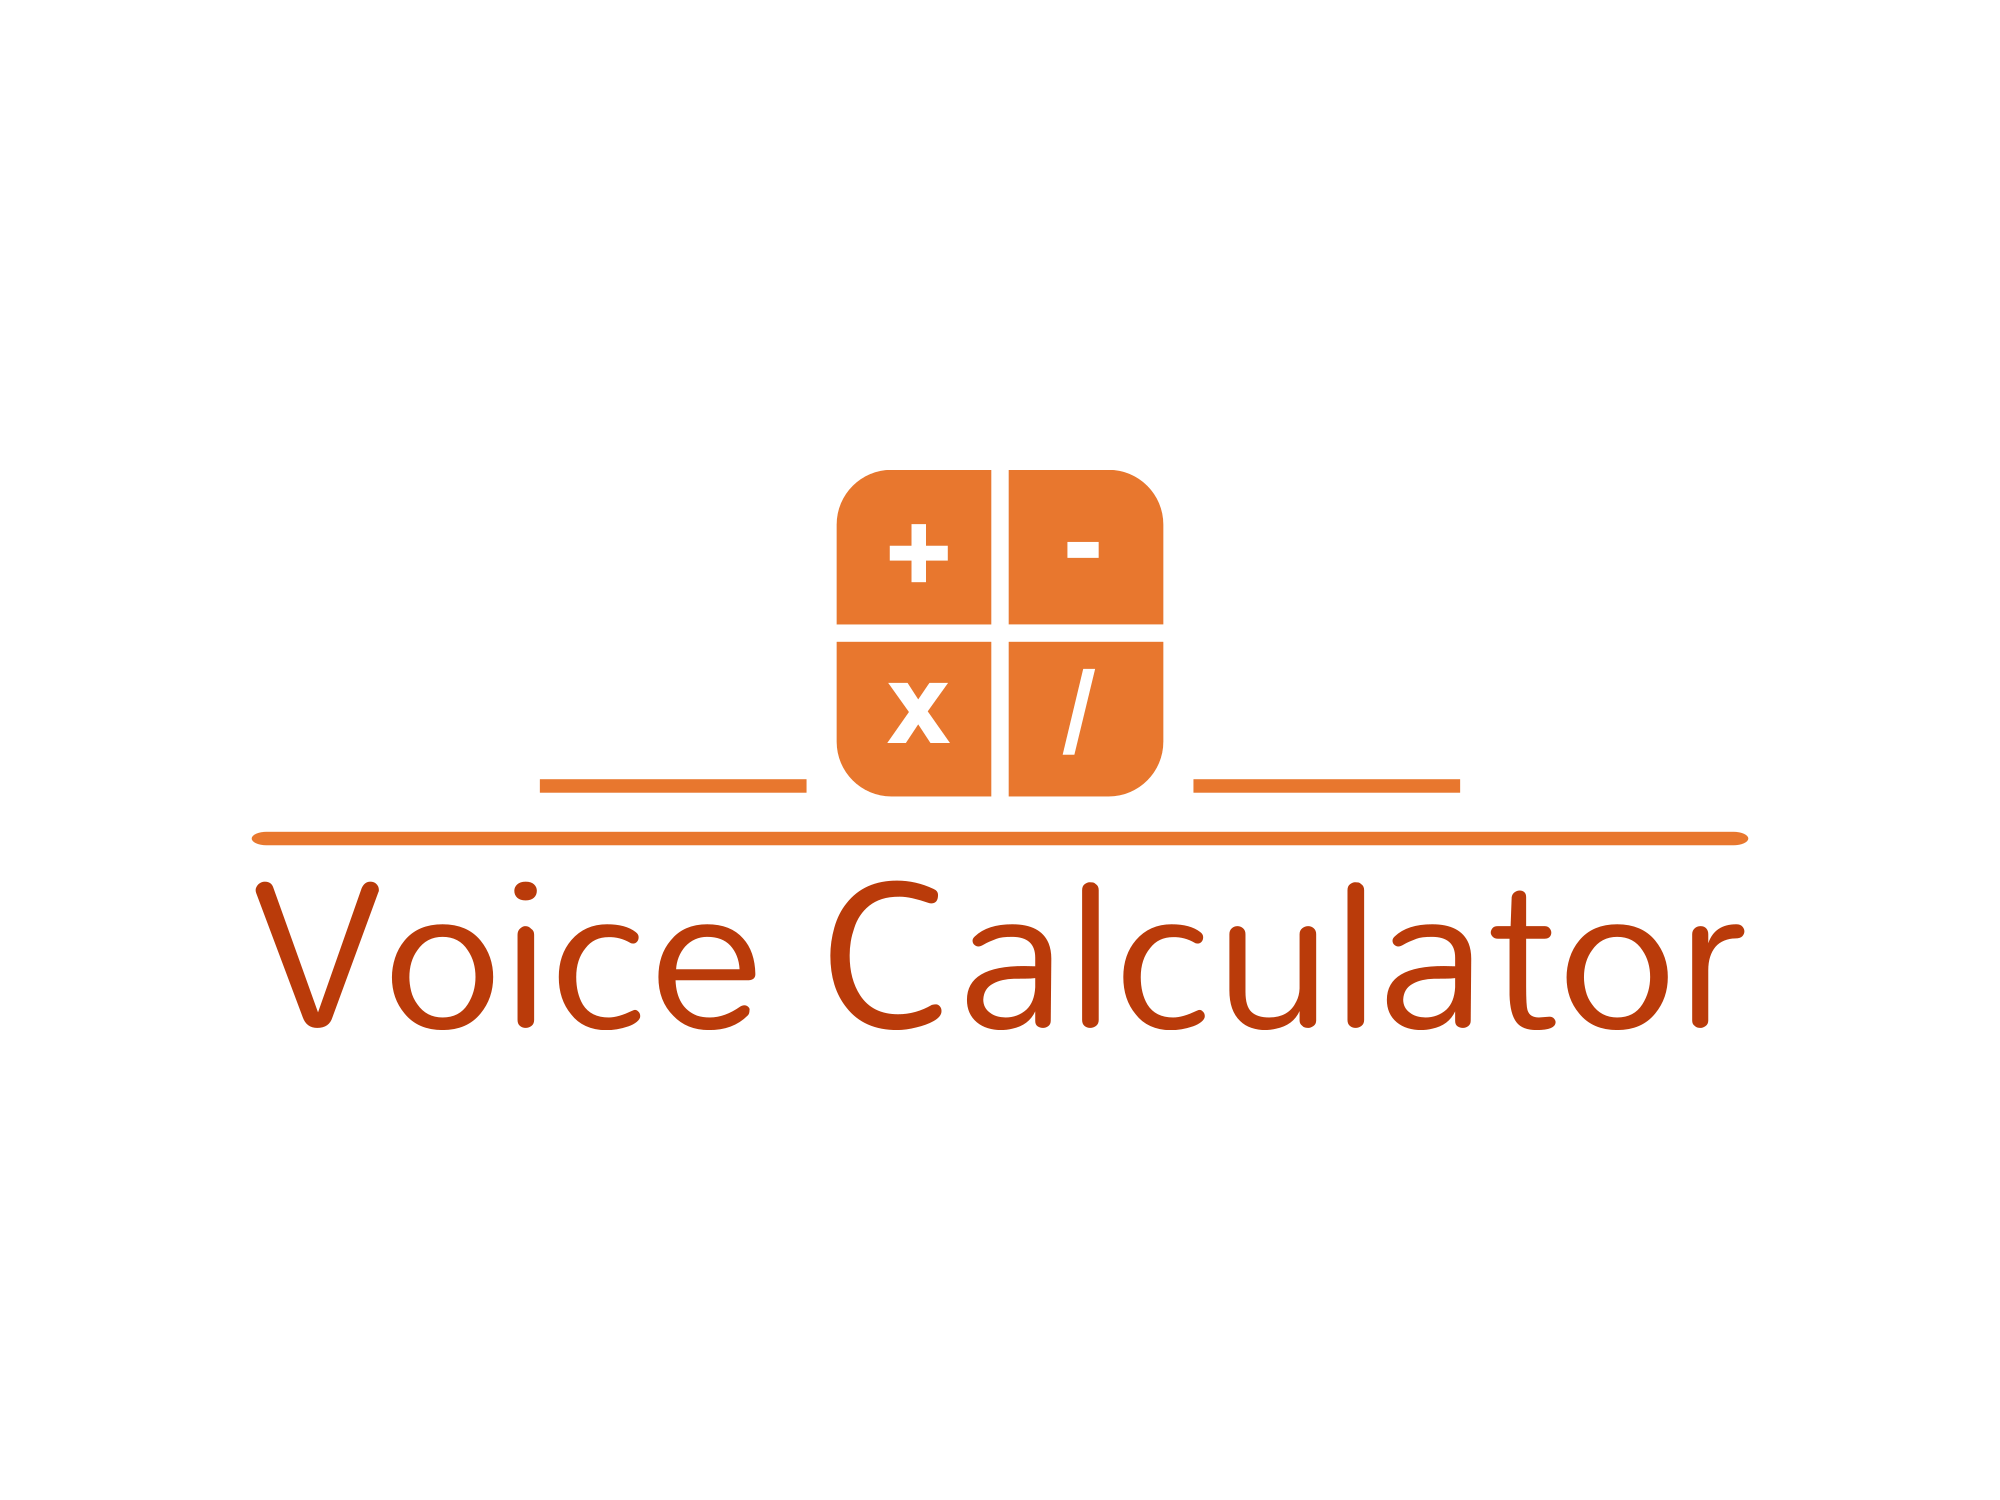 + -
x /
Voice Calculator